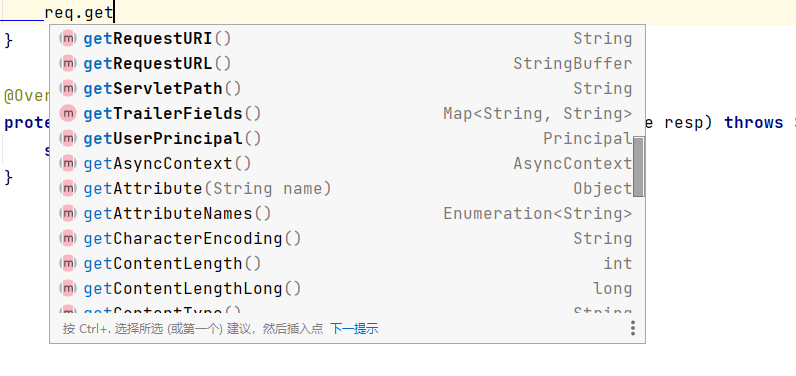 req.get
}
getRequestURI() String
getRequestURL() StringBuffer
getServletPath() String
@Over
getTrailerFields() Map<String, String>
prote
getUserPrincipal() Principal
e resp) throws
s
getAsyncContext() AsyncContext
}
getAttribute(String name) Object
getAttributeNames() Enumeration<String>
getCharacterEncoding() String
getContentLength() int
getContentLengthLong() long
getContentType() String
按 Ctrl+. 选择所选 (或第一个) 建议，然后插入点 下一提示